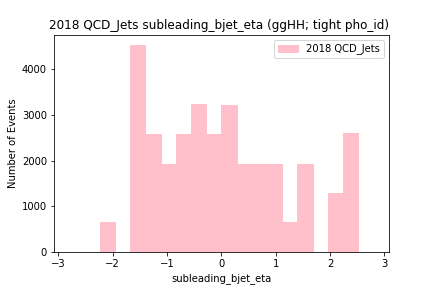 2018 QCD_Jets subleading_bjet_eta (ggHH; tight pho_id)
2018 QCD_Jets
Number of Events
4000
3000
2000
1000
0
−3 −2 −1 0 1 2 3
subleading_bjet_eta